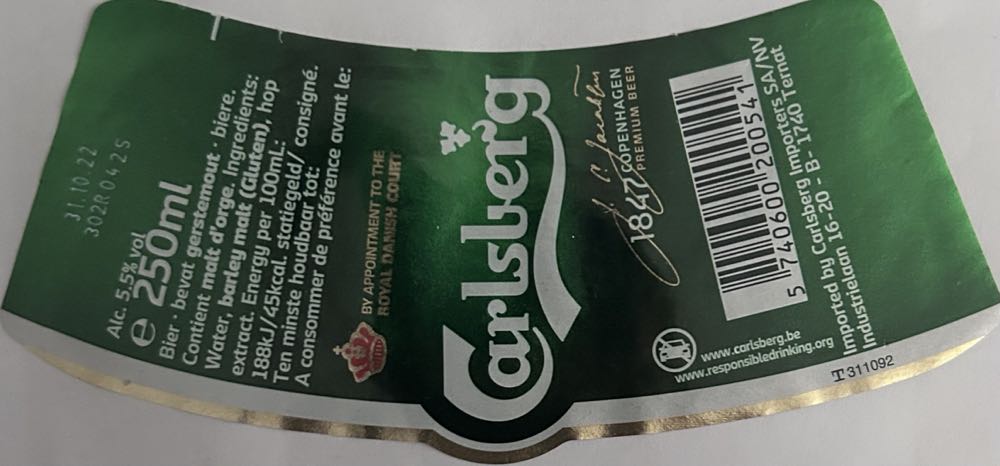 31.10.22
302R0425
Alc. 5.5% vol
e 250ml
Bier · bevat gerstemout · bière.
Contient malt d'orge. Ingredients:
Water, barley malt (Gluten), hop
extract. Energy per 100mL:
188kJ/45kcal. statiegeld/ consigné.
Ten minste houdbaar tot:
A consommer de préférence avant le:
BY APPOINTMENT TO THE
ROYAL DANISH COURT
Carlsberg
J. C. Jacobsen
1847 COPENHAGEN
PREMIUM BEER
5 740600 200541
www.carlsberg.be
www.responsibledrinking.org
Imported by Carlsberg Importers SA/NV
Industrielaan 16-20 - B- 1740 Ternat
T 311092